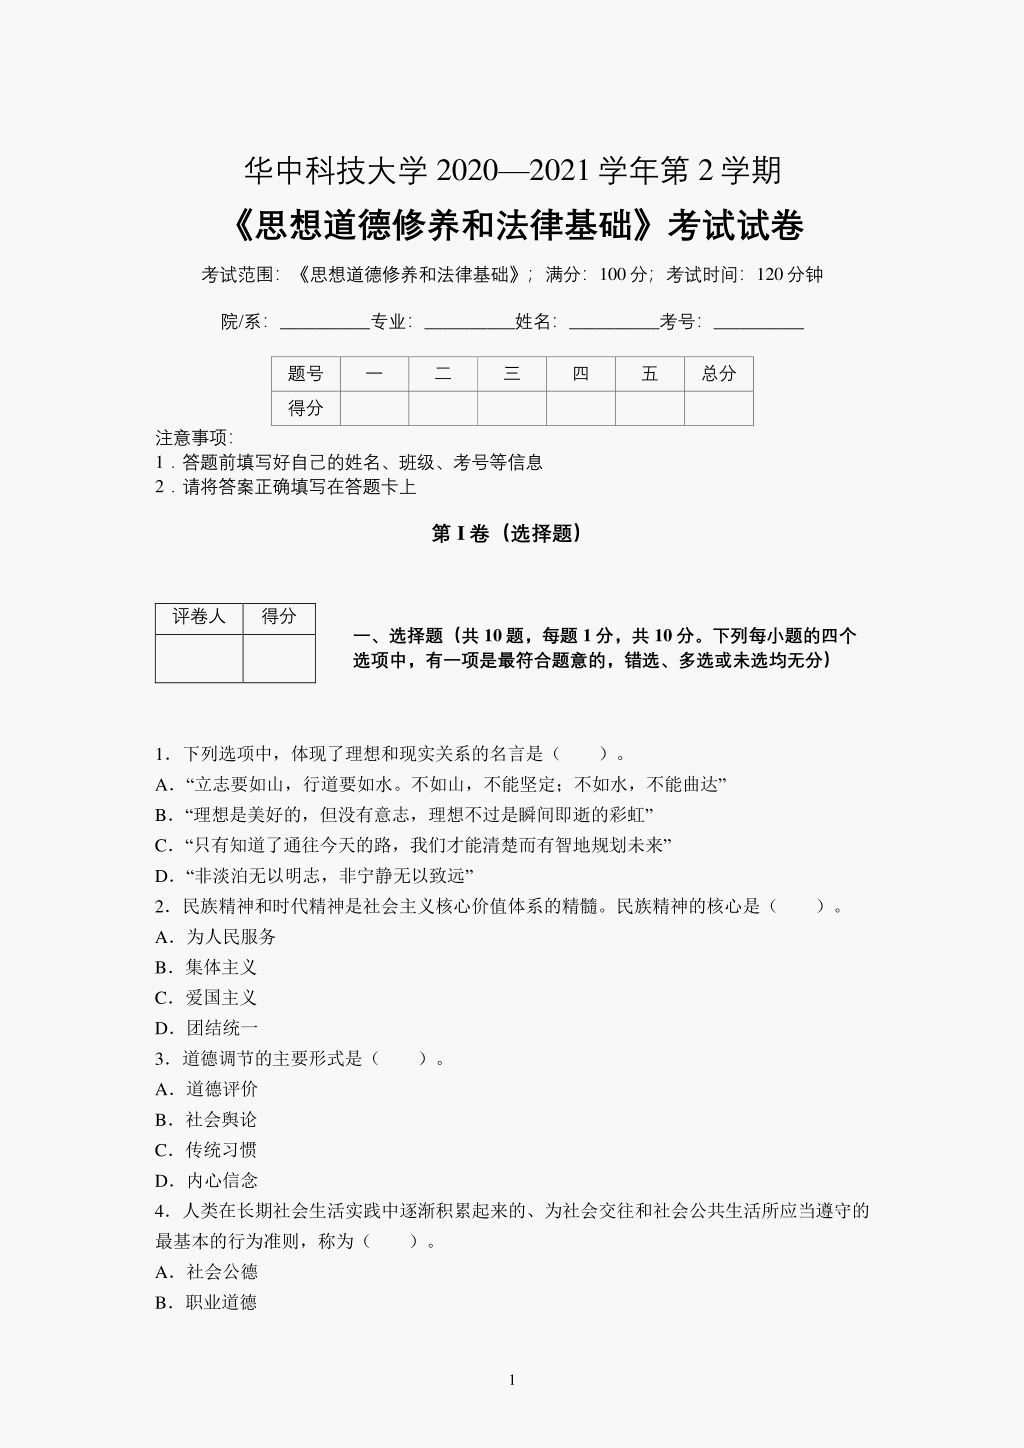 华中科技大学 2020—2021 学年第 2 学期
《思想道德修养和法律基础》考试试卷
考试范围：《思想道德修养和法律基础》；满分：100 分；考试时间：120 分钟
院/系：__________专业：__________姓名：__________考号：__________
题号 一 二 三 四 五 总分
得分
注意事项：
1．答题前填写好自己的姓名、班级、考号等信息
2．请将答案正确填写在答题卡上
第 I 卷（选择题）
评卷人 得分
一、选择题（共 10 题，每题 1 分，共 10 分。下列每小题的四个
选项中，有一项是最符合题意的，错选、多选或未选均无分）
1．下列选项中，体现了理想和现实关系的名言是（　　）。
A．“立志要如山，行道要如水。不如山，不能坚定；不如水，不能曲达”
B．“理想是美好的，但没有意志，理想不过是瞬间即逝的彩虹”
C．“只有知道了通往今天的路，我们才能清楚而有智地规划未来”
D．“非淡泊无以明志，非宁静无以致远”
2．民族精神和时代精神是社会主义核心价值体系的精髓。民族精神的核心是（　　）。
A．为人民服务
B．集体主义
C．爱国主义
D．团结统一
3．道德调节的主要形式是（　　）。
A．道德评价
B．社会舆论
C．传统习惯
D．内心信念
4．人类在长期社会生活实践中逐渐积累起来的、为社会交往和社会公共生活所应当遵守的
最基本的行为准则，称为（　　）。
A．社会公德
B．职业道德
1